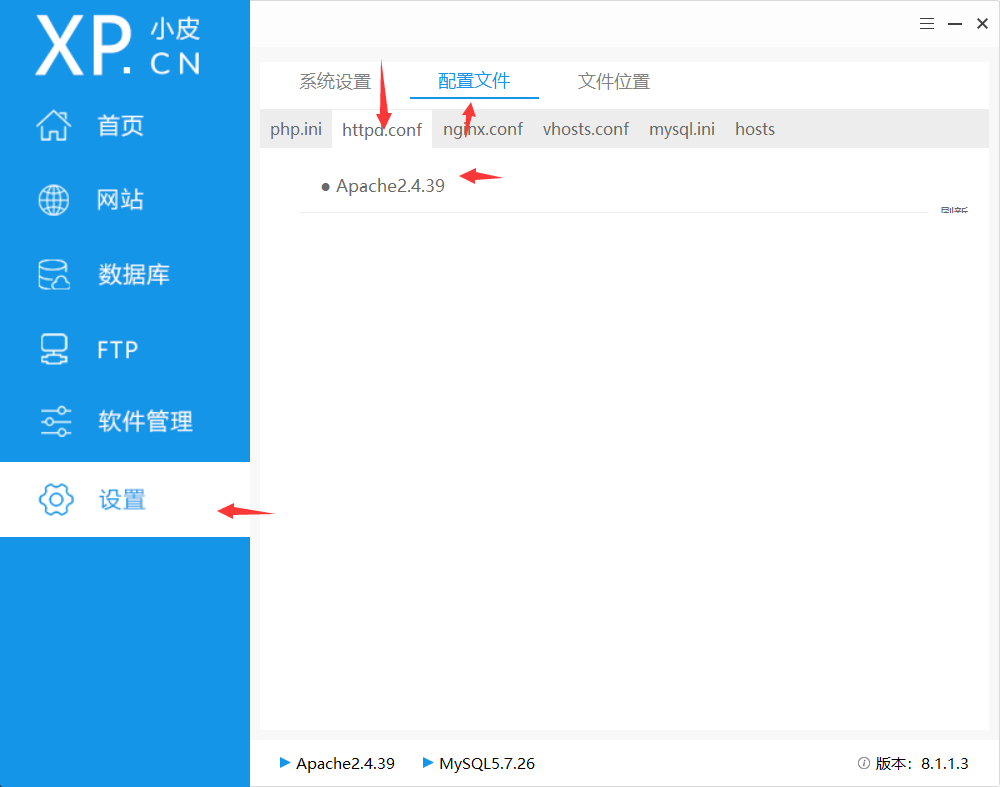 XP. 小皮 CN
首页
网站
数据库
FTP
软件管理
设置
系统设置 配置文件 文件位置
php.ini httpd.conf nginx.conf vhosts.conf mysql.ini hosts
Apache2.4.39
刷新
Apache2.4.39 MySQL5.7.26 版本：8.1.1.3